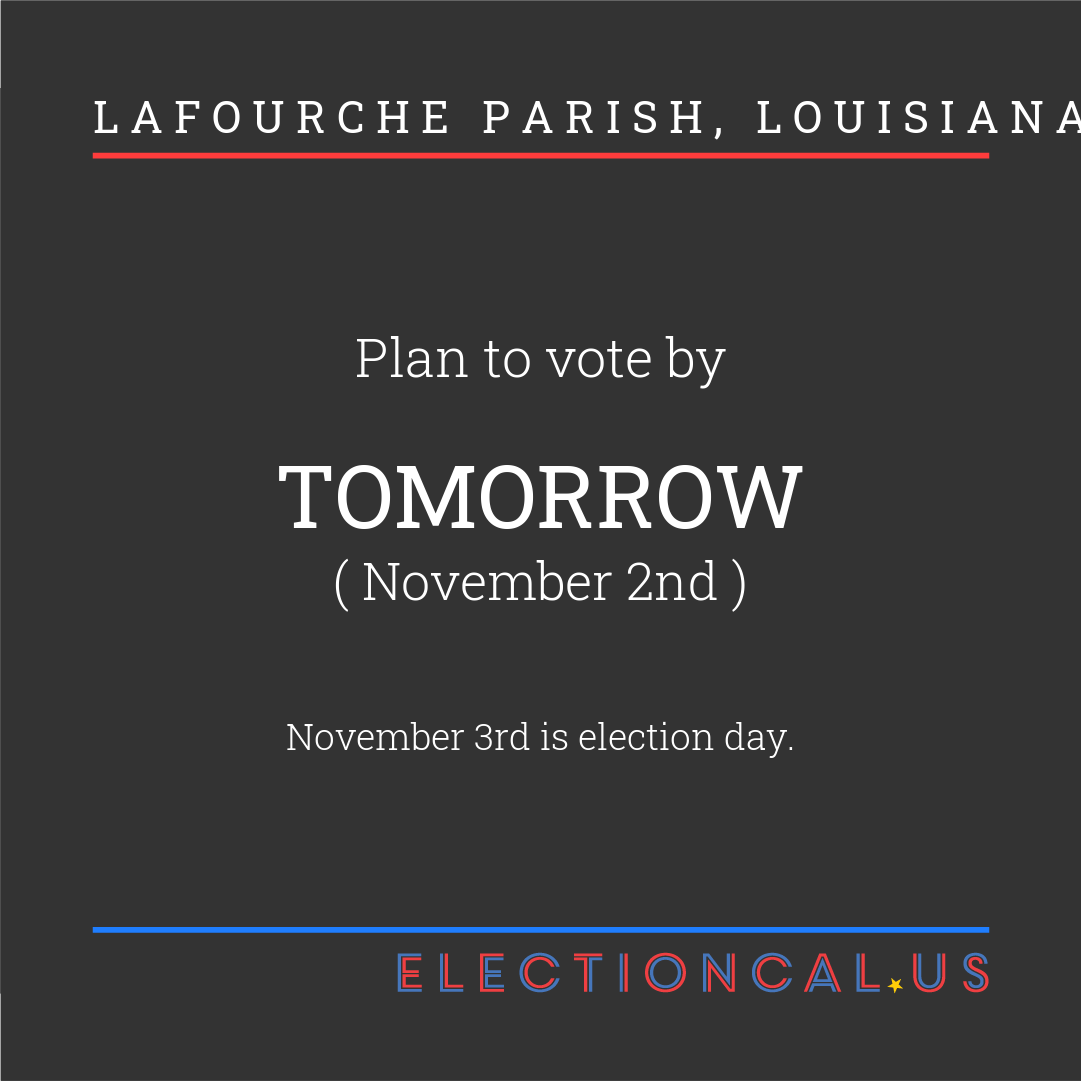 LAFOURCHE PARISH, LOUISIANA
Plan to vote by
TOMORROW
( November 2nd )
November 3rd is election day.
ELECTIONCAL.US